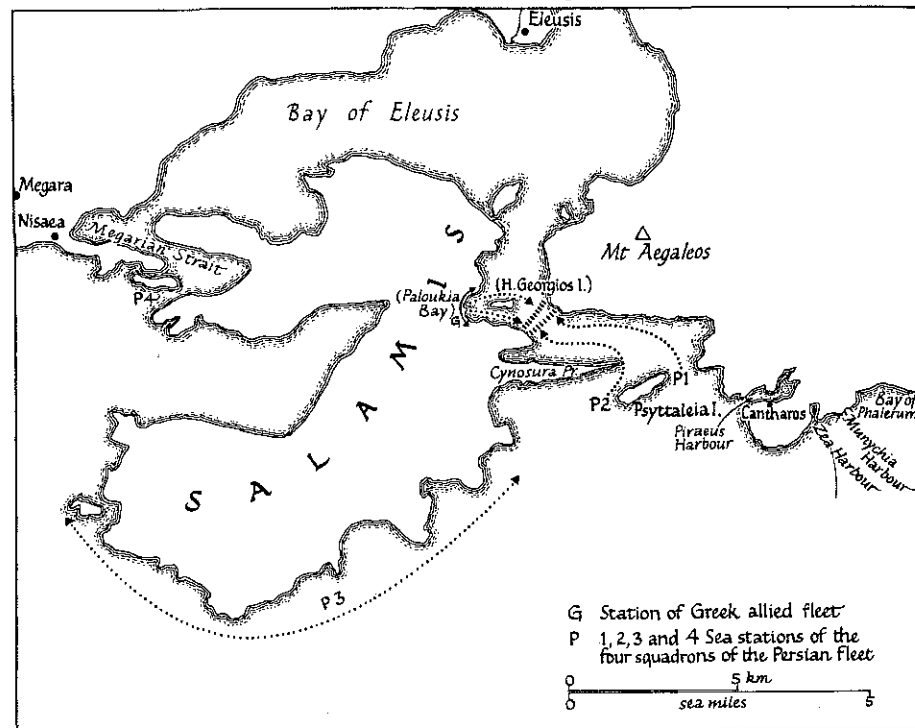 Eleusis
Bay of Eleusis
Megara
Nisaea
Megarian Strait
P4
Mt Aegaleos
(H. Georgios I.)
(Paloukia Bay)
G
Cynosura Pr.
P1
P2
Psyttaleia I.
Piraeus Harbour
Cantharos
Bay of Phalerum
Munychia Harbour
Zea Harbour
SALAMIS
P3
G Station of Greek allied fleet
P 1, 2, 3 and 4 Sea stations of the
four squadrons of the Persian fleet
0 5 km
0 sea miles 5